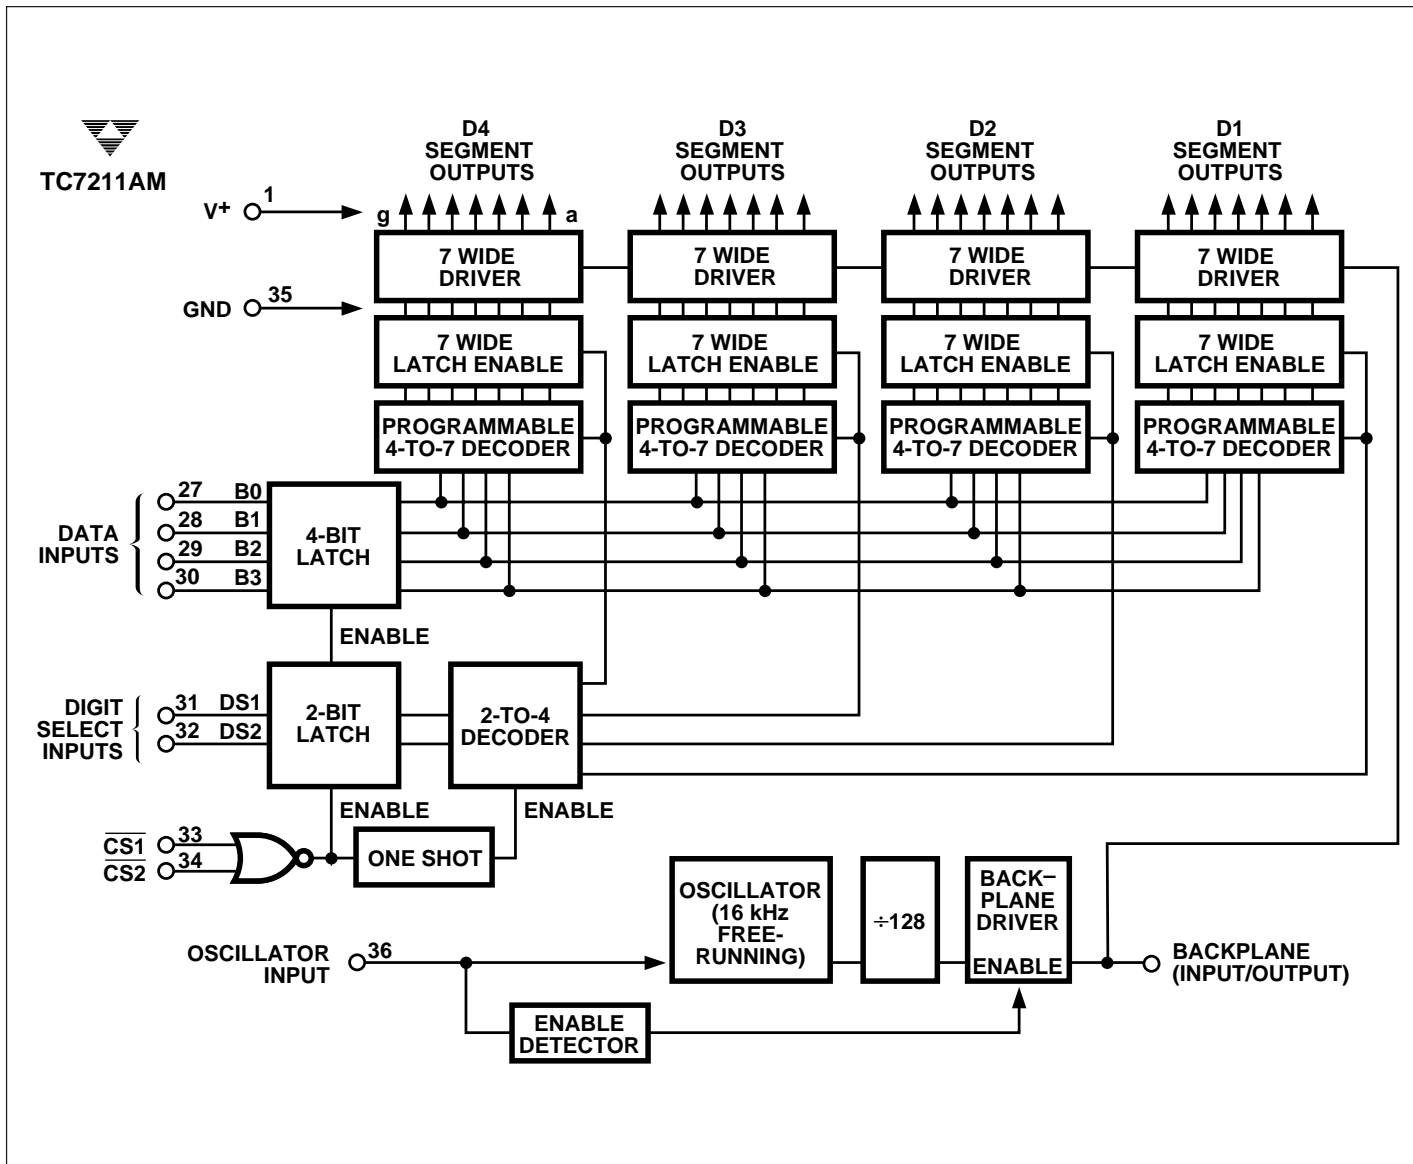 TC7211AM
D4
SEGMENT
OUTPUTS
D3
SEGMENT
OUTPUTS
D2
SEGMENT
OUTPUTS
D1
SEGMENT
OUTPUTS
V+ 1
g a
GND 35
7 WIDE
DRIVER
7 WIDE
DRIVER
7 WIDE
DRIVER
7 WIDE
DRIVER
7 WIDE
LATCH ENABLE
7 WIDE
LATCH ENABLE
7 WIDE
LATCH ENABLE
7 WIDE
LATCH ENABLE
PROGRAMMABLE
4-TO-7 DECODER
PROGRAMMABLE
4-TO-7 DECODER
PROGRAMMABLE
4-TO-7 DECODER
PROGRAMMABLE
4-TO-7 DECODER
DATA
INPUTS
27 B0
28 B1
29 B2
30 B3
4-BIT
LATCH
ENABLE
DIGIT
SELECT
INPUTS
31 DS1
32 DS2
2-BIT
LATCH
2-TO-4
DECODER
ENABLE
ENABLE
C̅S̅1̅ 33
C̅S̅2̅ 34
ONE SHOT
OSCILLATOR
INPUT
36
OSCILLATOR
(16 kHz
FREE-
RUNNING)
÷128
BACK–
PLANE
DRIVER
ENABLE
BACKPLANE
(INPUT/OUTPUT)
ENABLE
DETECTOR